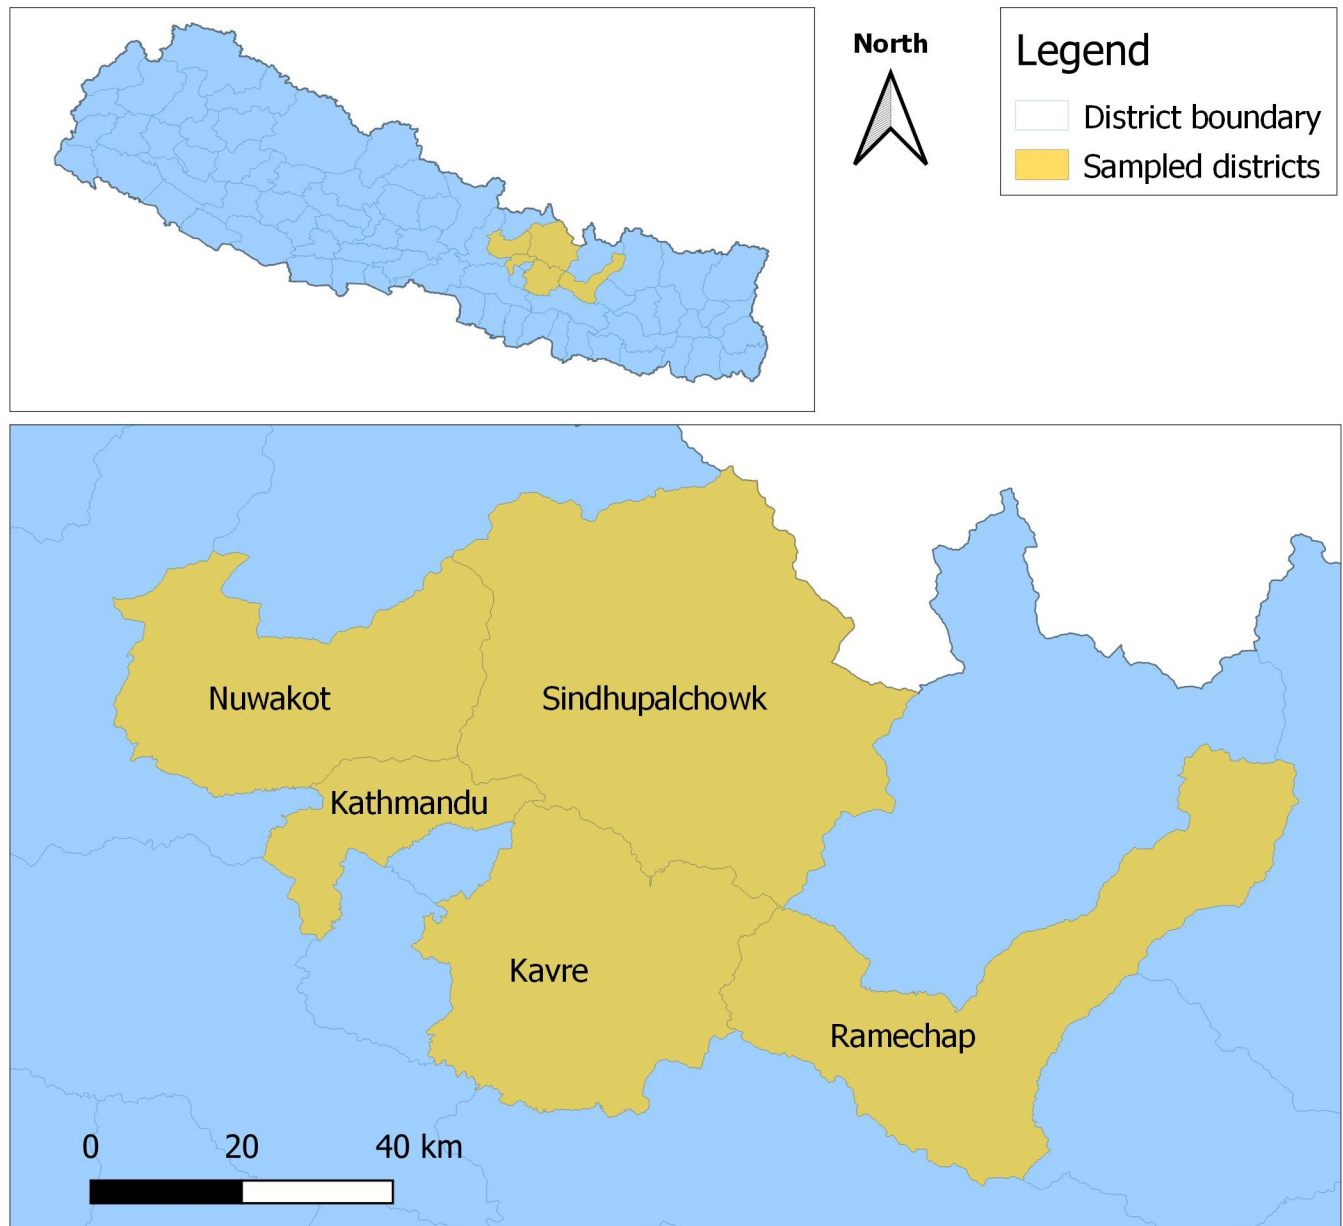 North
Legend
District boundary
Sampled districts
Nuwakot
Sindhupalchowk
Kathmandu
Kavre
Ramechap
0 20 40 km